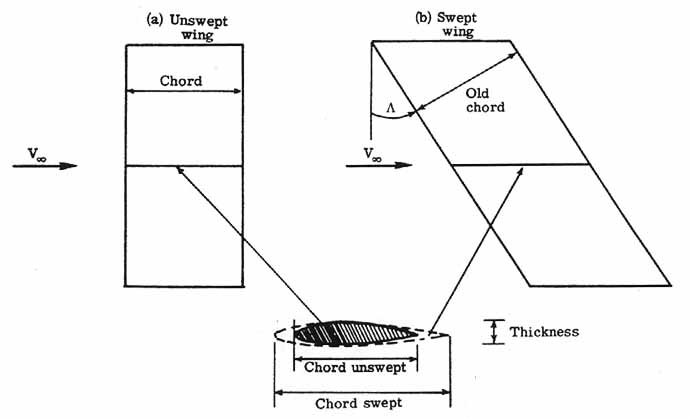 (a) Unswept
wing
(b) Swept
wing
Chord
Old
chord
Λ
V∞
V∞
Thickness
Chord unswept
Chord swept